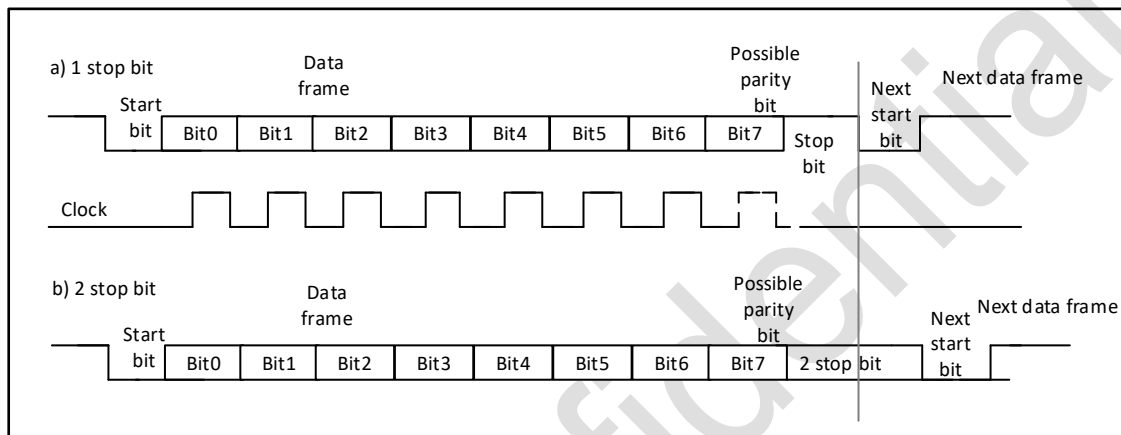 a) 1 stop bit
Data
frame
Possible
parity
bit
Next data frame
Start
bit
Next
start
bit
Bit0 Bit1 Bit2 Bit3 Bit4 Bit5 Bit6 Bit7
Stop
bit
Clock
b) 2 stop bit
Data
frame
Possible
parity
bit
Next data frame
Start
bit
Next
start
bit
Bit0 Bit1 Bit2 Bit3 Bit4 Bit5 Bit6 Bit7 2 stop bit